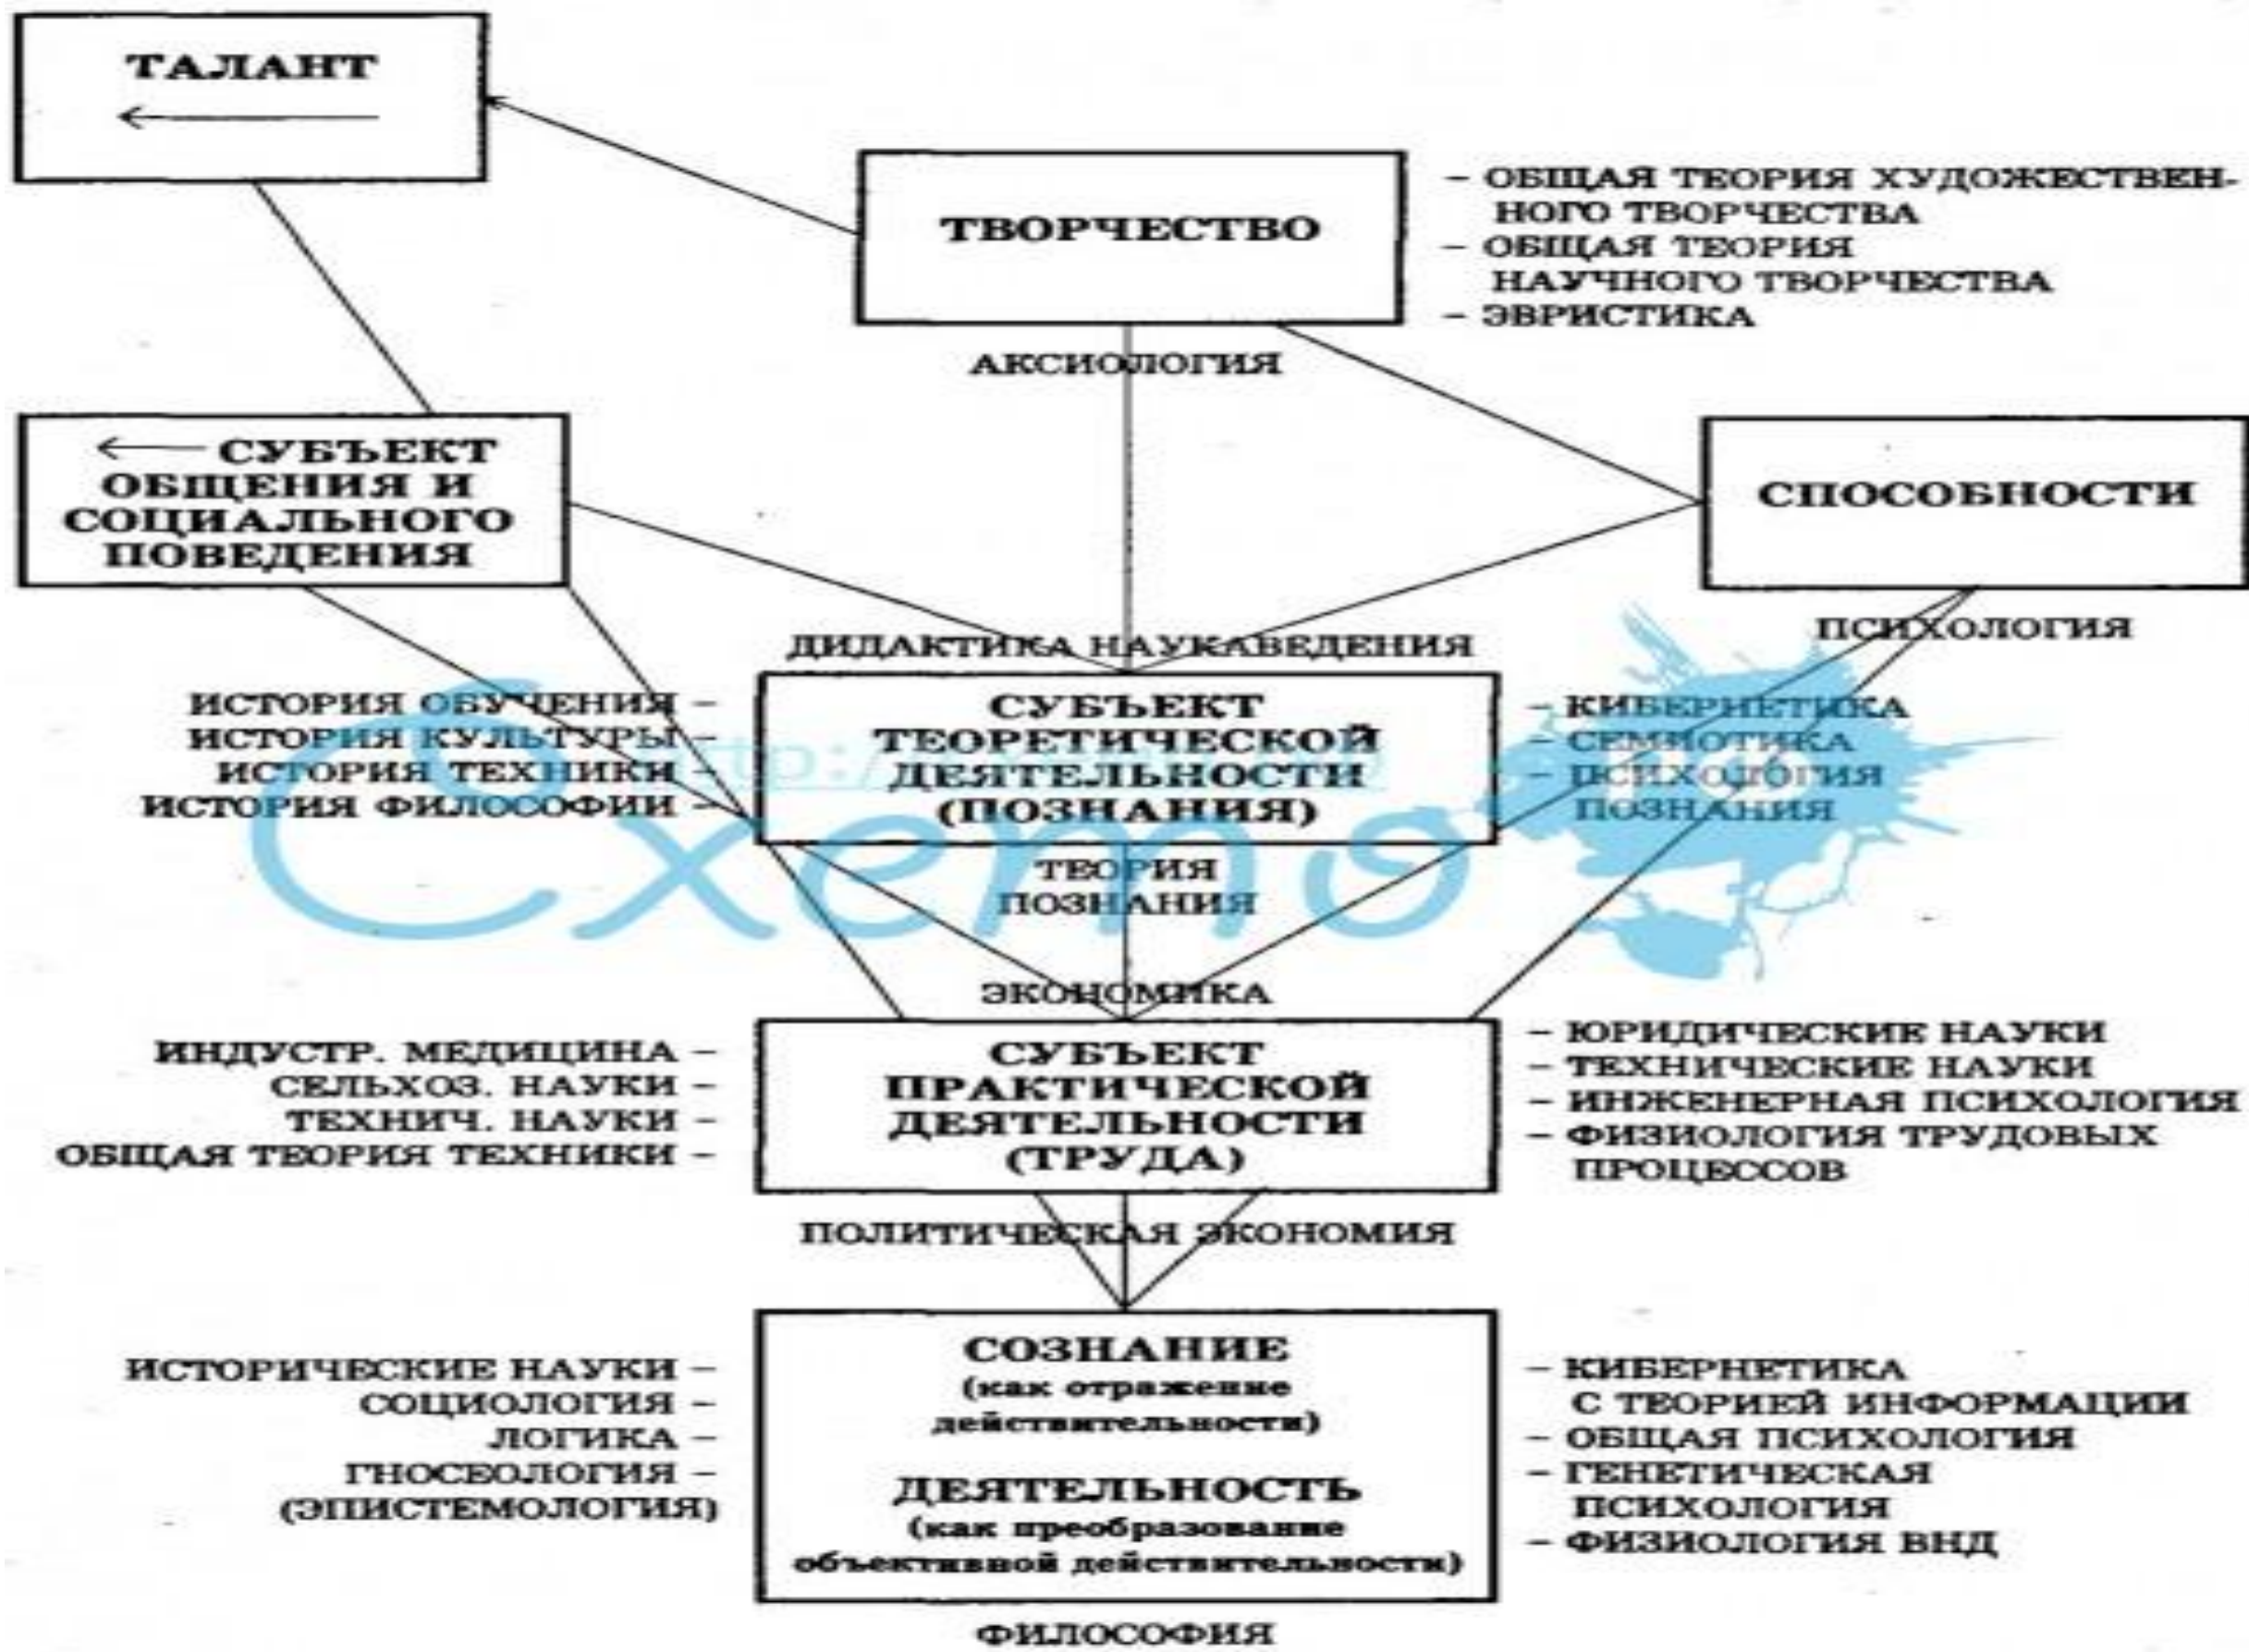 ТАЛАНТ
ТВОРЧЕСТВО
– ОБЩАЯ ТЕОРИЯ ХУДОЖЕСТВЕН-
НОГО ТВОРЧЕСТВА
– ОБЩАЯ ТЕОРИЯ
НАУЧНОГО ТВОРЧЕСТВА
– ЭВРИСТИКА
АКСИОЛОГИЯ
СУБЪЕКТ
ОБЩЕНИЯ И
СОЦИАЛЬНОГО
ПОВЕДЕНИЯ
СПОСОБНОСТИ
ПСИХОЛОГИЯ
ДИДАКТИКА НАУКАВЕДЕНИЯ
ИСТОРИЯ ОБУЧЕНИЯ –
ИСТОРИЯ КУЛЬТУРЫ –
ИСТОРИЯ ТЕХНИКИ –
ИСТОРИЯ ФИЛОСОФИИ –
СУБЪЕКТ
ТЕОРЕТИЧЕСКОЙ
ДЕЯТЕЛЬНОСТИ
(ПОЗНАНИЯ)
– КИБЕРНЕТИКА
– СЕМИОТИКА
– ПСИХОЛОГИЯ
ПОЗНАНИЯ
Схемо
ТЕОРИЯ
ПОЗНАНИЯ
ЭКОНОМИКА
ИНДУСТР. МЕДИЦИНА –
СЕЛЬХОЗ. НАУКИ –
ТЕХНИЧ. НАУКИ –
ОБЩАЯ ТЕОРИЯ ТЕХНИКИ –
СУБЪЕКТ
ПРАКТИЧЕСКОЙ
ДЕЯТЕЛЬНОСТИ
(ТРУДА)
– ЮРИДИЧЕСКИЕ НАУКИ
– ТЕХНИЧЕСКИЕ НАУКИ
– ИНЖЕНЕРНАЯ ПСИХОЛОГИЯ
– ФИЗИОЛОГИЯ ТРУДОВЫХ
ПРОЦЕССОВ
ПОЛИТИЧЕСКАЯ ЭКОНОМИЯ
ИСТОРИЧЕСКИЕ НАУКИ –
СОЦИОЛОГИЯ –
ЛОГИКА –
ГНОСЕОЛОГИЯ –
(ЭПИСТЕМОЛОГИЯ)
СОЗНАНИЕ
(как отражение
действительности)
ДЕЯТЕЛЬНОСТЬ
(как преобразование
объективной действительности)
– КИБЕРНЕТИКА
С ТЕОРИЕЙ ИНФОРМАЦИИ
– ОБЩАЯ ПСИХОЛОГИЯ
– ГЕНЕТИЧЕСКАЯ
ПСИХОЛОГИЯ
– ФИЗИОЛОГИЯ ВНД
ФИЛОСОФИЯ